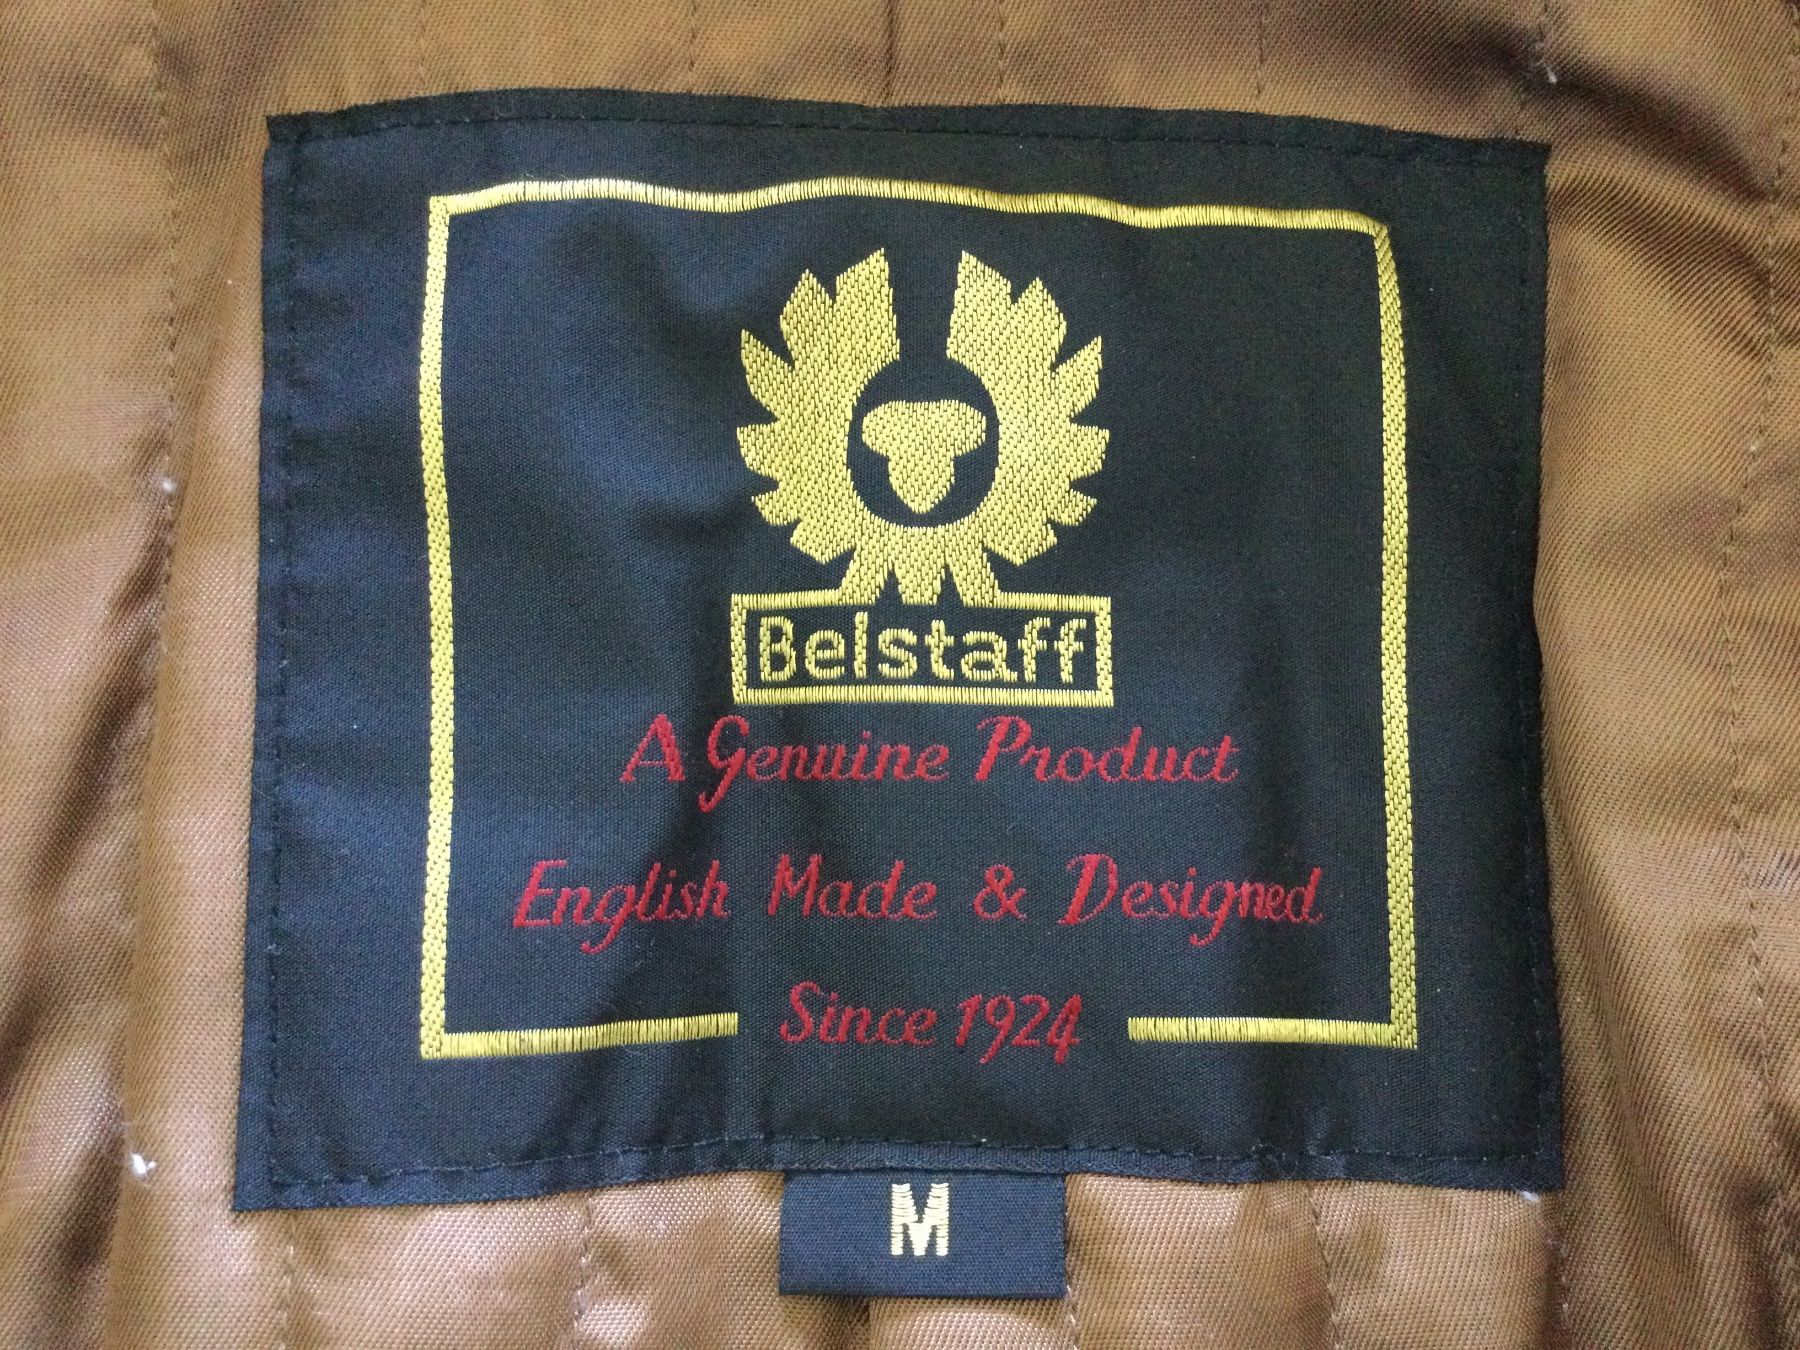 Belstaff
A Genuine Product
English Made & Designed
Since 1924
M